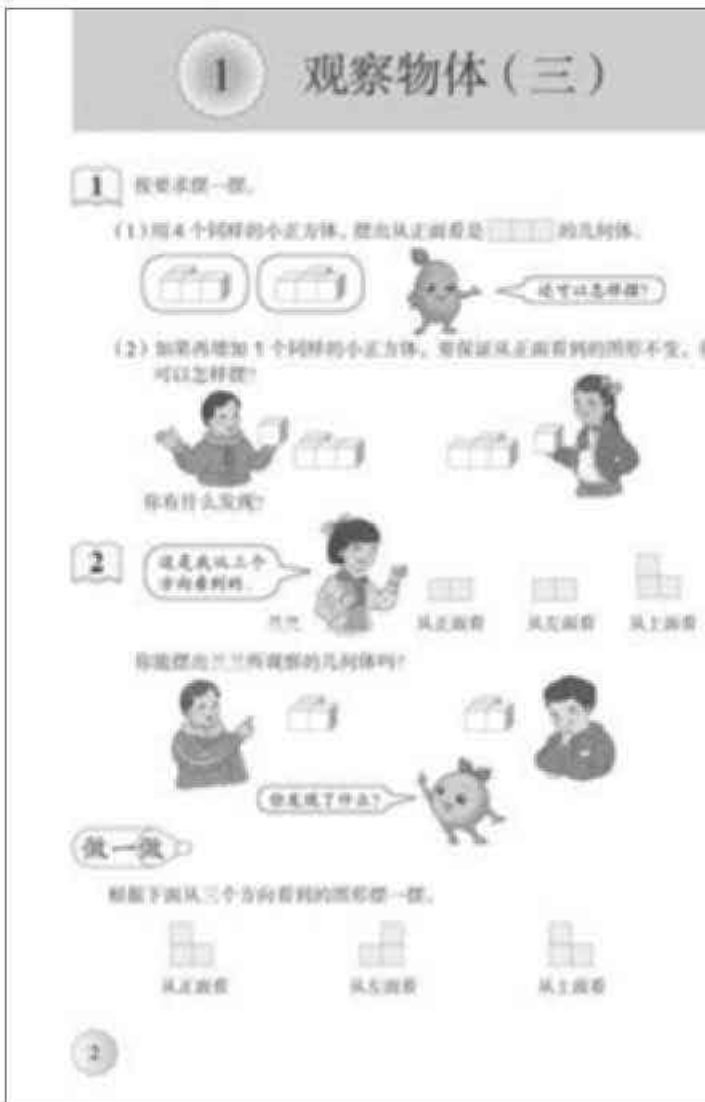 1
观察物体（三）
1 按要求摆一摆。
（1）用4个同样的小正方体，摆出从正面看是的几何体。
还可以怎样摆？
（2）如果再增加1个同样的小正方体，要保证从正面看到的图形不变，
可以怎样摆？
你有什么发现？
2
这是我从三个
方向看到的。
兰兰
从正面看
从左面看
从上面看
你能摆出兰兰所观察的几何体吗？
你发现了什么？
做一做
根据下面从三个方向看到的图形摆一摆。
从正面看
从左面看
从上面看
2